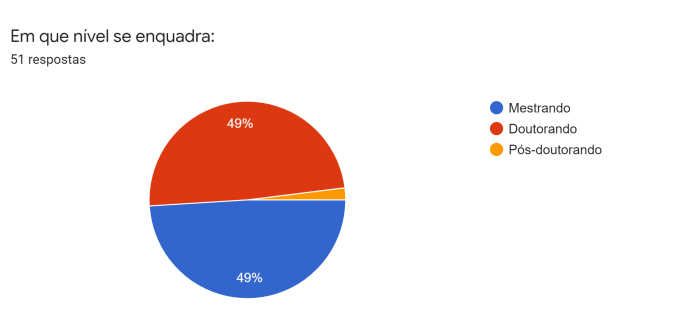 Em que nível se enquadra:
51 respostas
49%
49%
Mestrando
Doutorando
Pós-doutorando